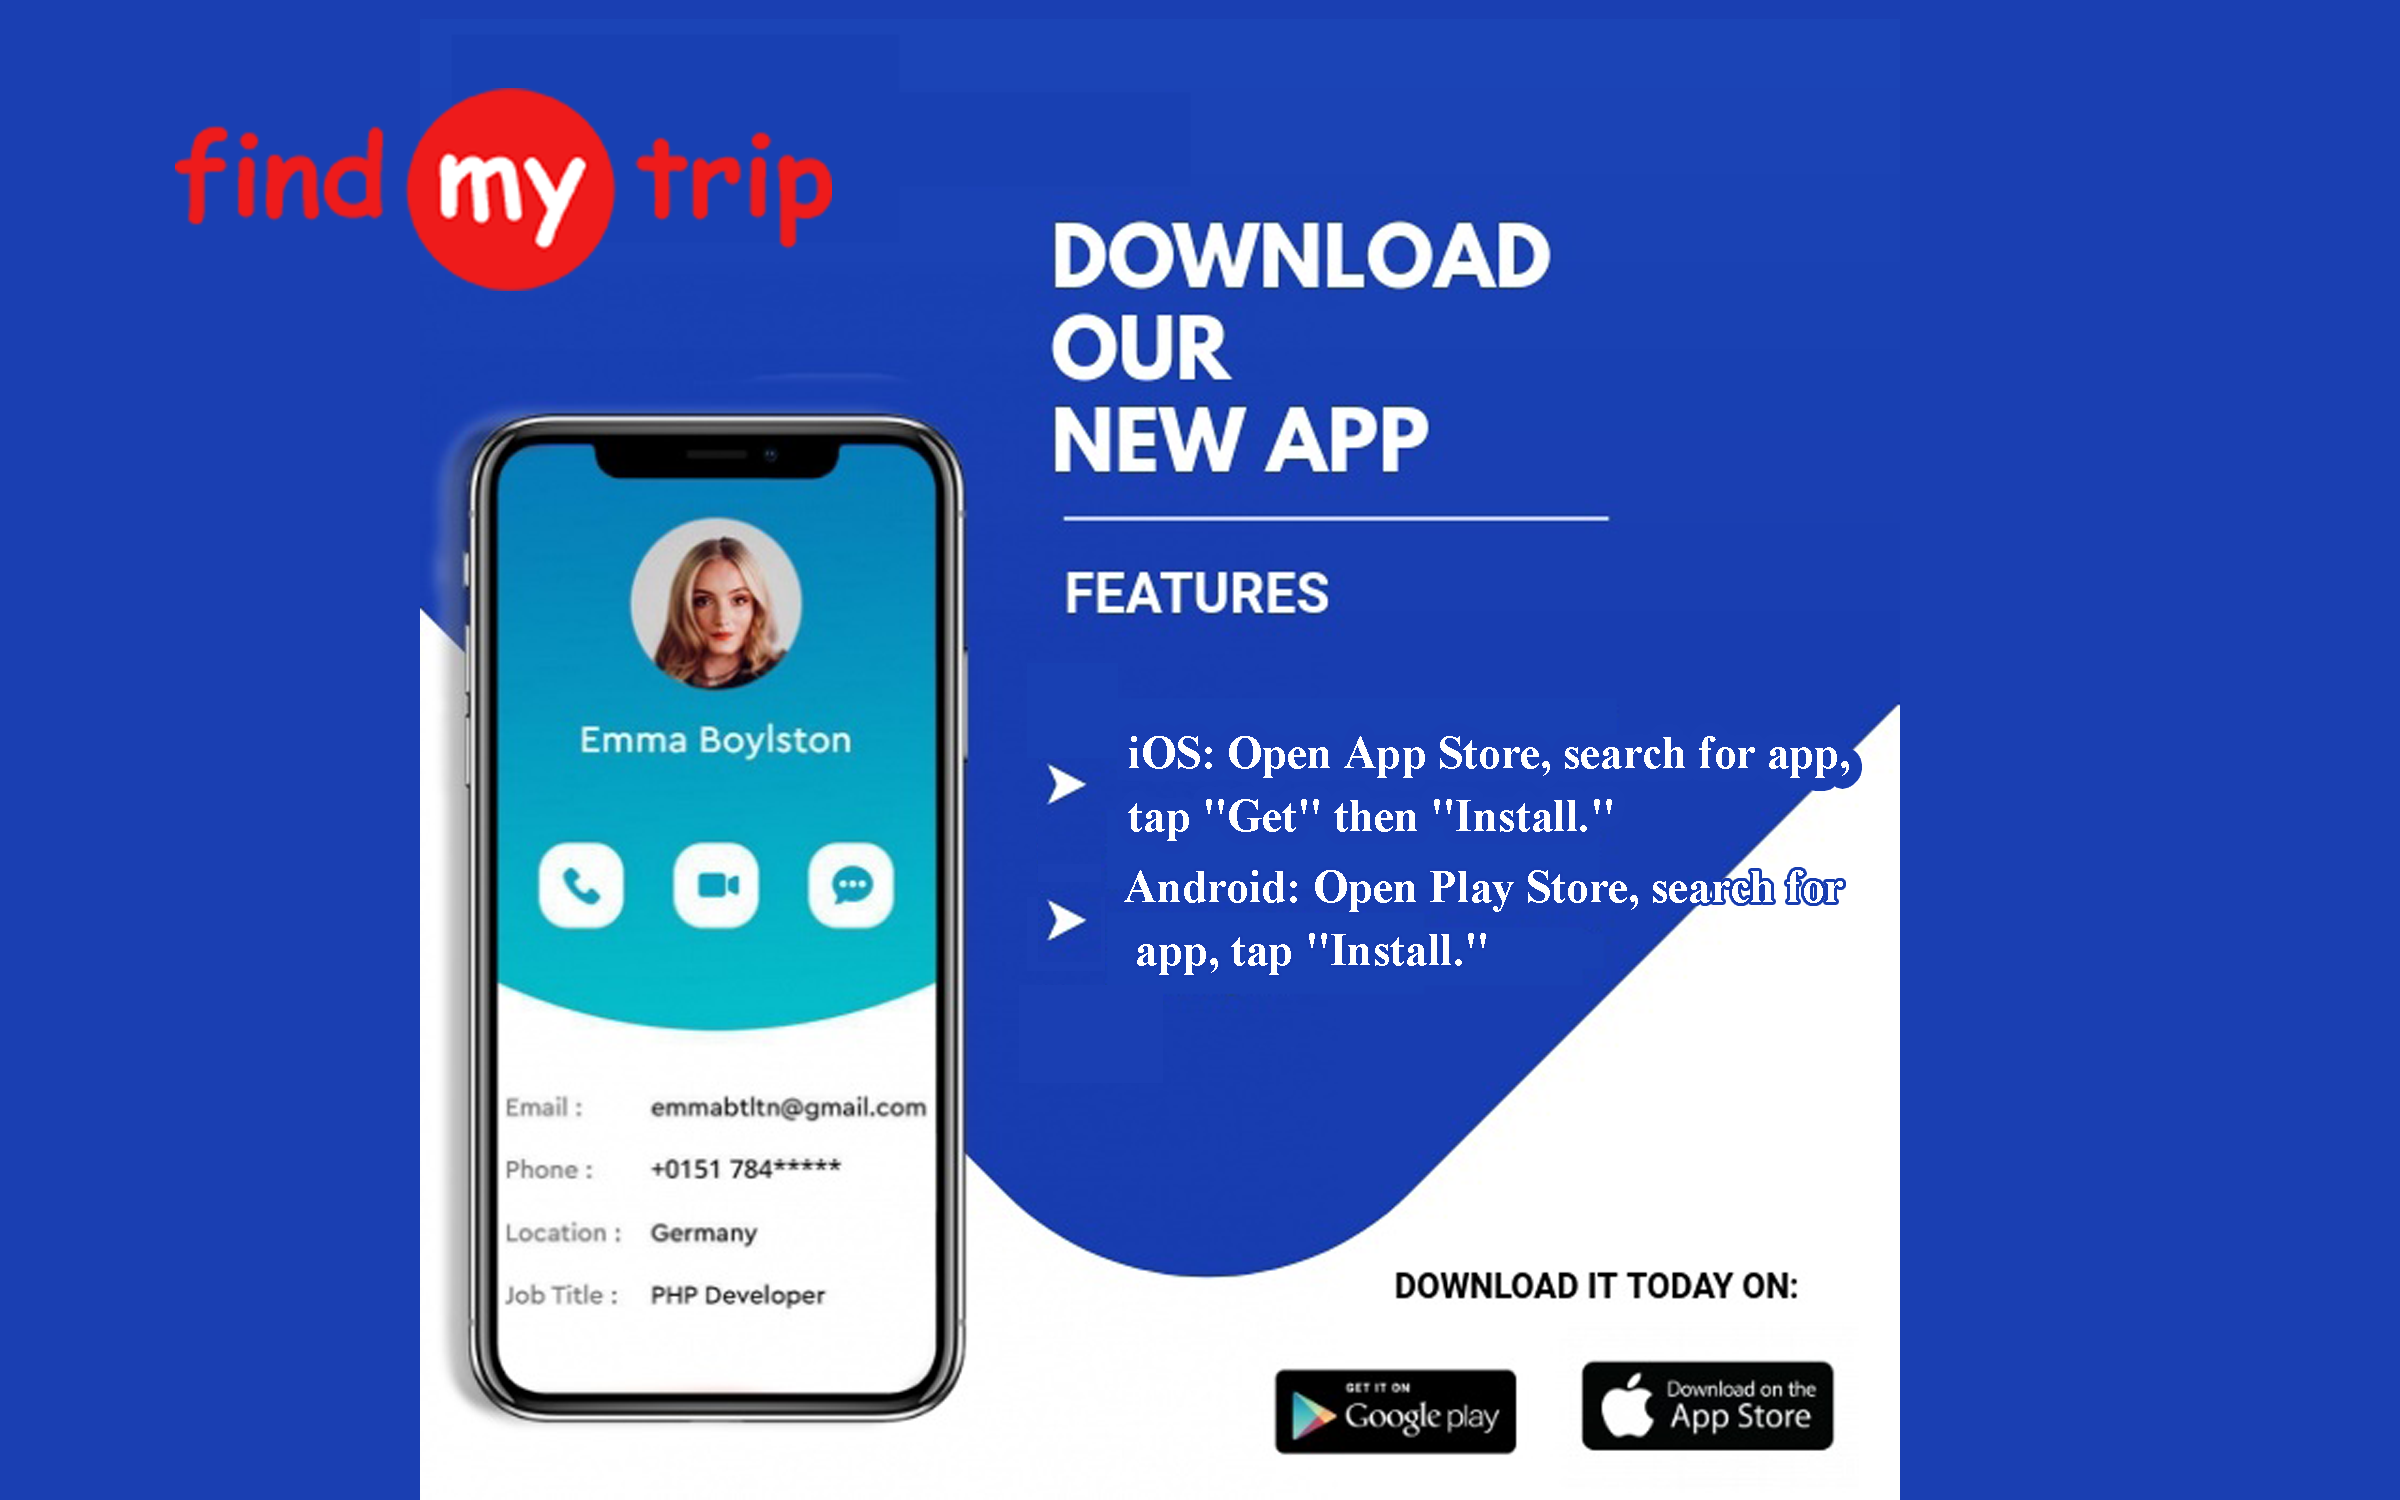 find my trip
DOWNLOAD
OUR
NEW APP
FEATURES
iOS: Open App Store, search for app,
tap "Get" then "Install."
Android: Open Play Store, search for
app, tap "Install."
Emma Boylston
Email : emmabtltn@gmail.com
Phone : +0151 784*****
Location : Germany
Job Title : PHP Developer
DOWNLOAD IT TODAY ON:
GET IT ON
Google play
Download on the
App Store